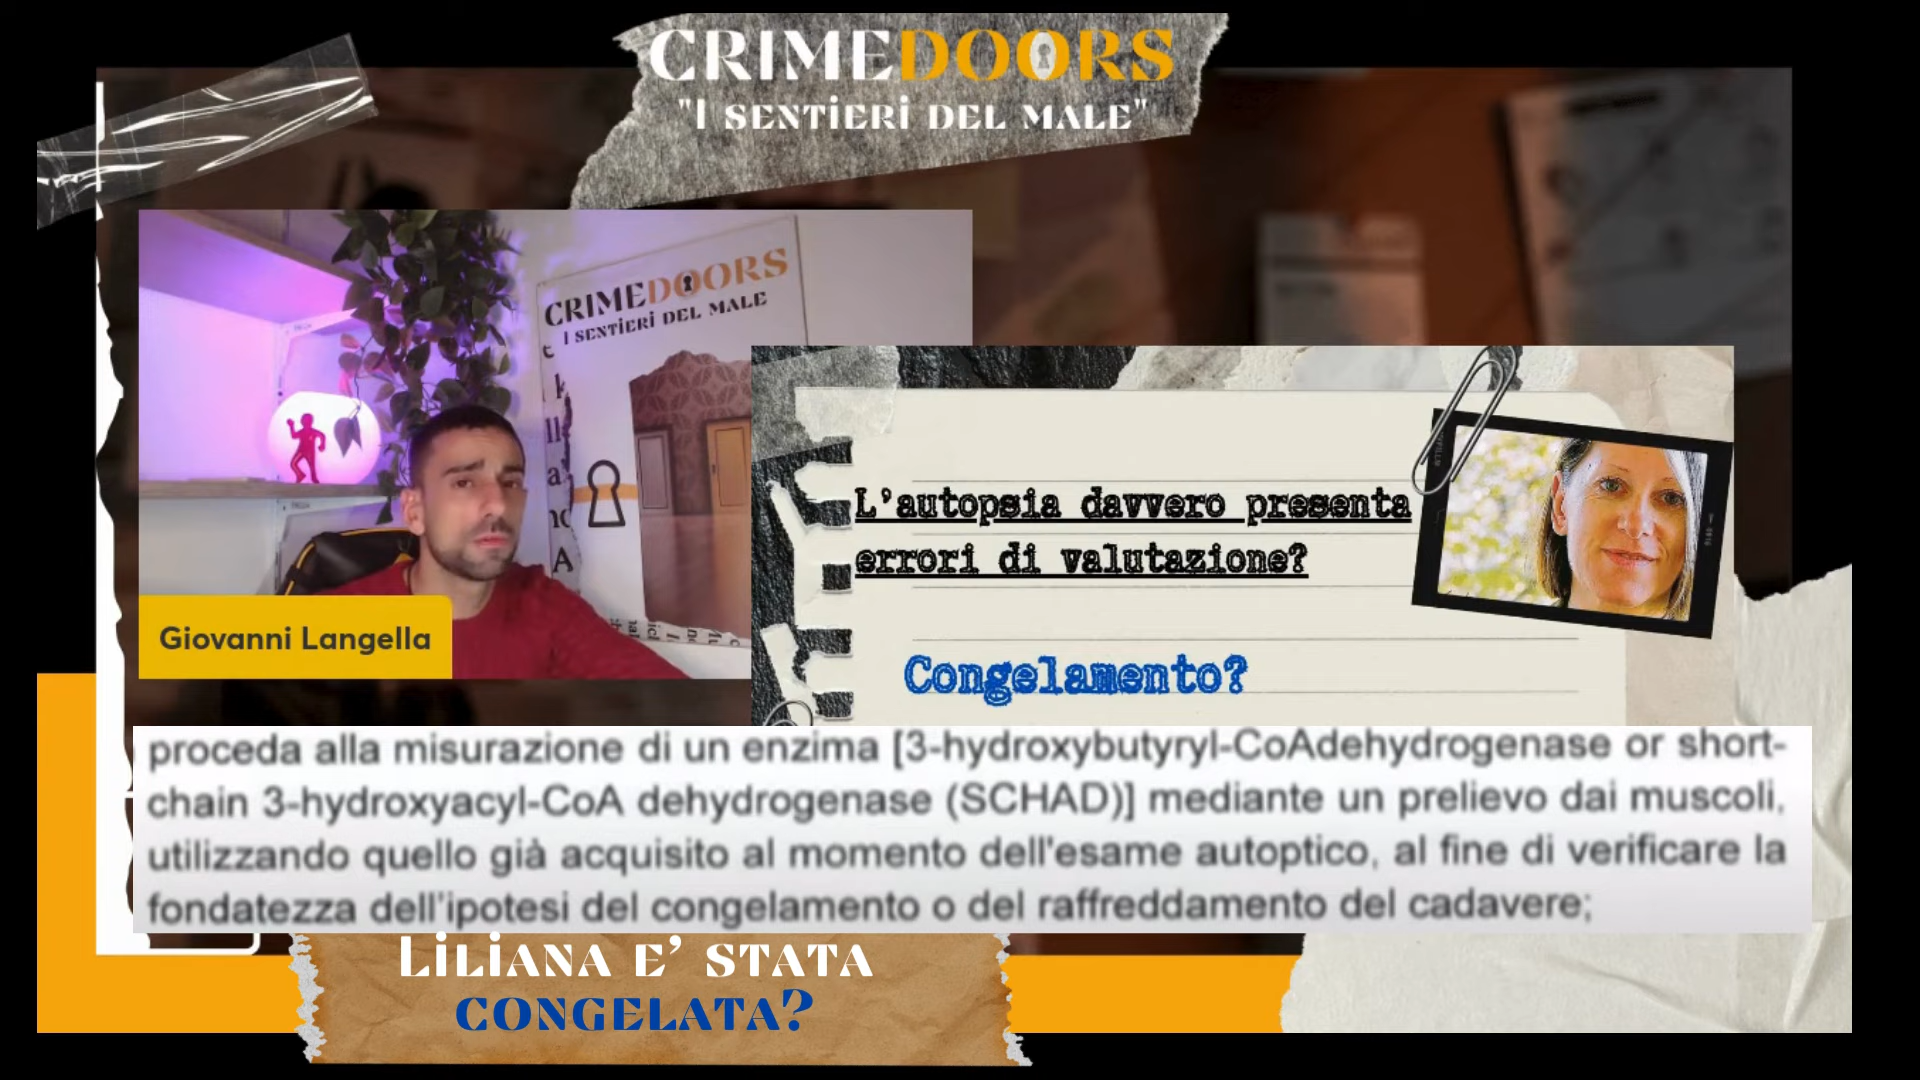 CRIMEDOORS
"I SENTIERI DEL MALE"
CRIMEDOORS
I SENTIERI DEL MALE
Giovanni Langella
L'autopsia davvero presenta
errori di valutazione?
Congelamento?
proceda alla misurazione di un enzima [3-hydroxybutyryl-CoAdehydrogenase or short-
chain 3-hydroxyacyl-CoA dehydrogenase (SCHAD)] mediante un prelievo dai muscoli,
utilizzando quello già acquisito al momento dell'esame autoptico, al fine di verificare la
fondatezza dell'ipotesi del congelamento o del raffreddamento del cadavere;
LILIANA E' STATA
CONGELATA?